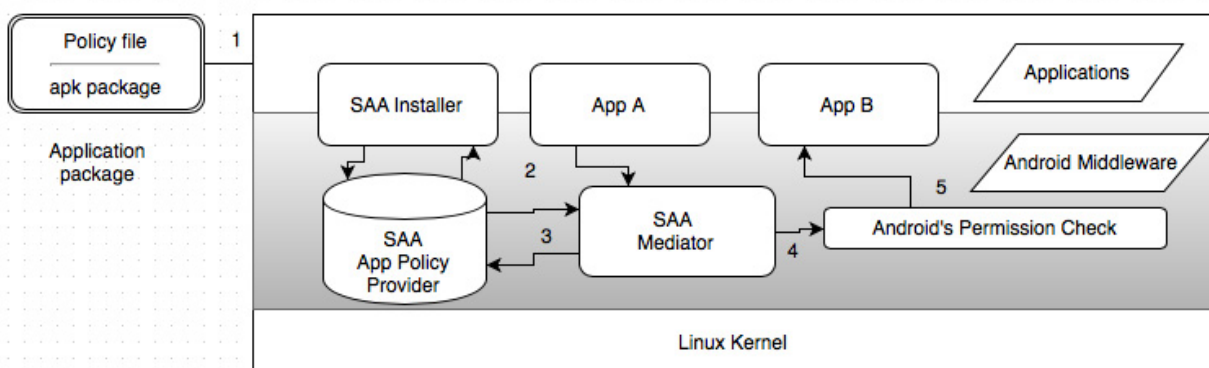 Policy file
apk package
1
Application
package
SAA Installer
App A
App B
Applications
Android Middleware
2
5
SAA
App Policy
Provider
3
SAA
Mediator
4
Android's Permission Check
Linux Kernel